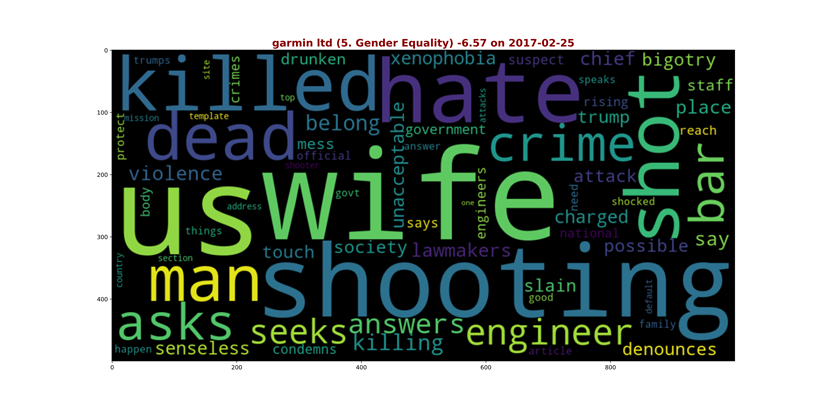 garmin ltd (5. Gender Equality) -6.57 on 2017-02-25
0
100
200
300
400
0 200 400 600 800
trumps site crimes drunken xenophobia suspect chief bigotry
killed hate speaks staff
top attacks rising shot place
mission template belong government trump reach
protect dead mess answer crime
official unacceptable
violence shooter attack bar
us wife engineers need shocked
body govt one charged
address says
things national say
country section touch society lawmakers possible
man shooting slain default
good
asks seeks answers engineer family
happen senseless condemns killing article denounces